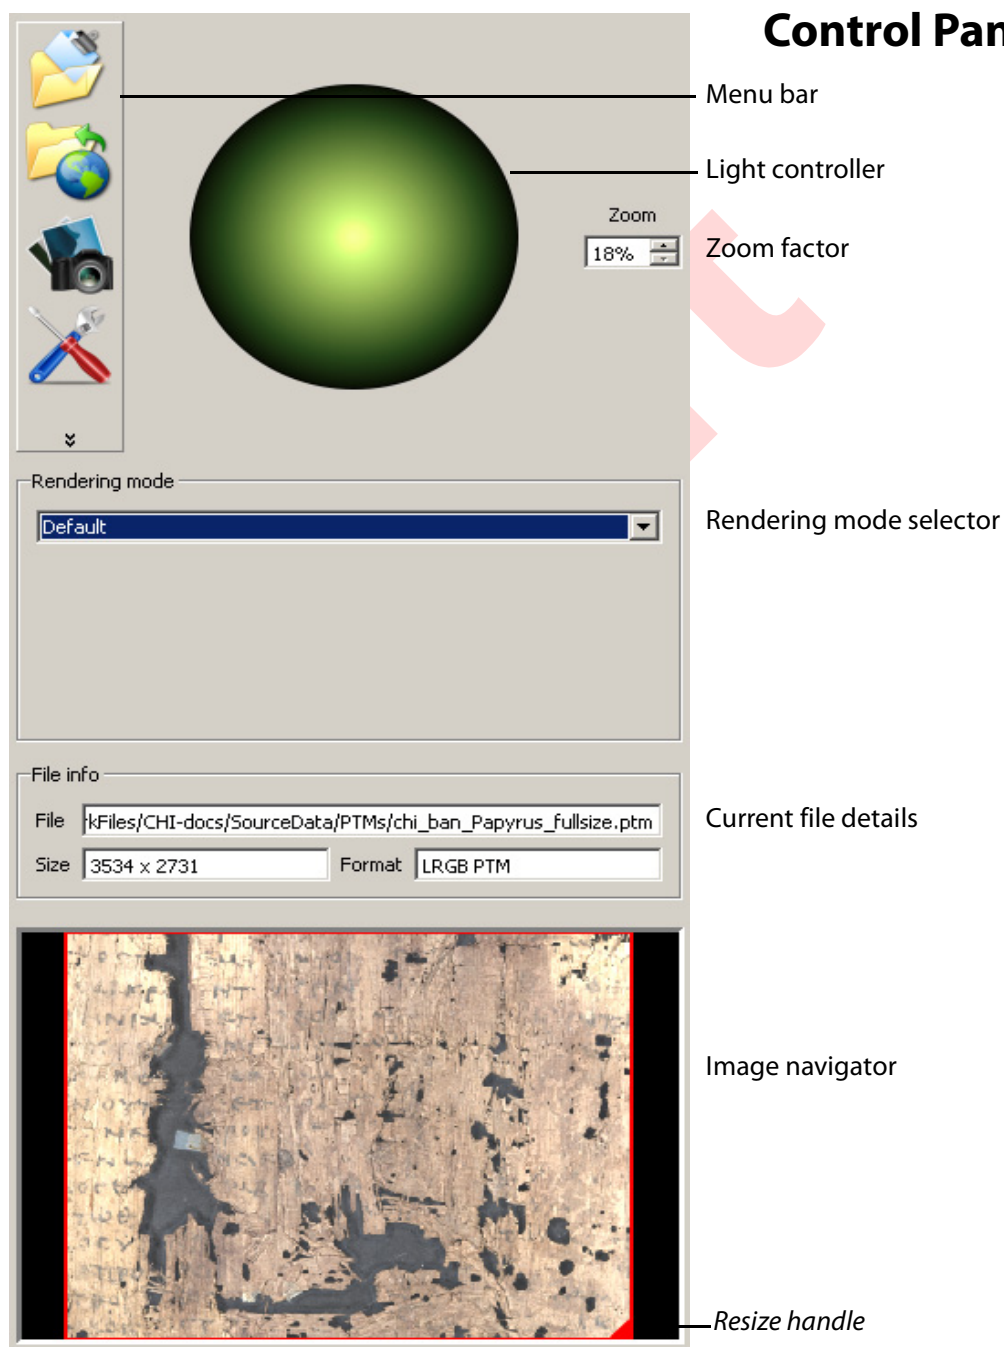 Control Pan
Menu bar
Light controller
Zoom
18%
Zoom factor
Rendering mode
Default
Rendering mode selector
File info
File kFiles/CHI-docs/SourceData/PTMs/chi_ban_Papyrus_fullsize.ptm
Current file details
Size 3534 x 2731 Format LRGB PTM
Image navigator
Resize handle